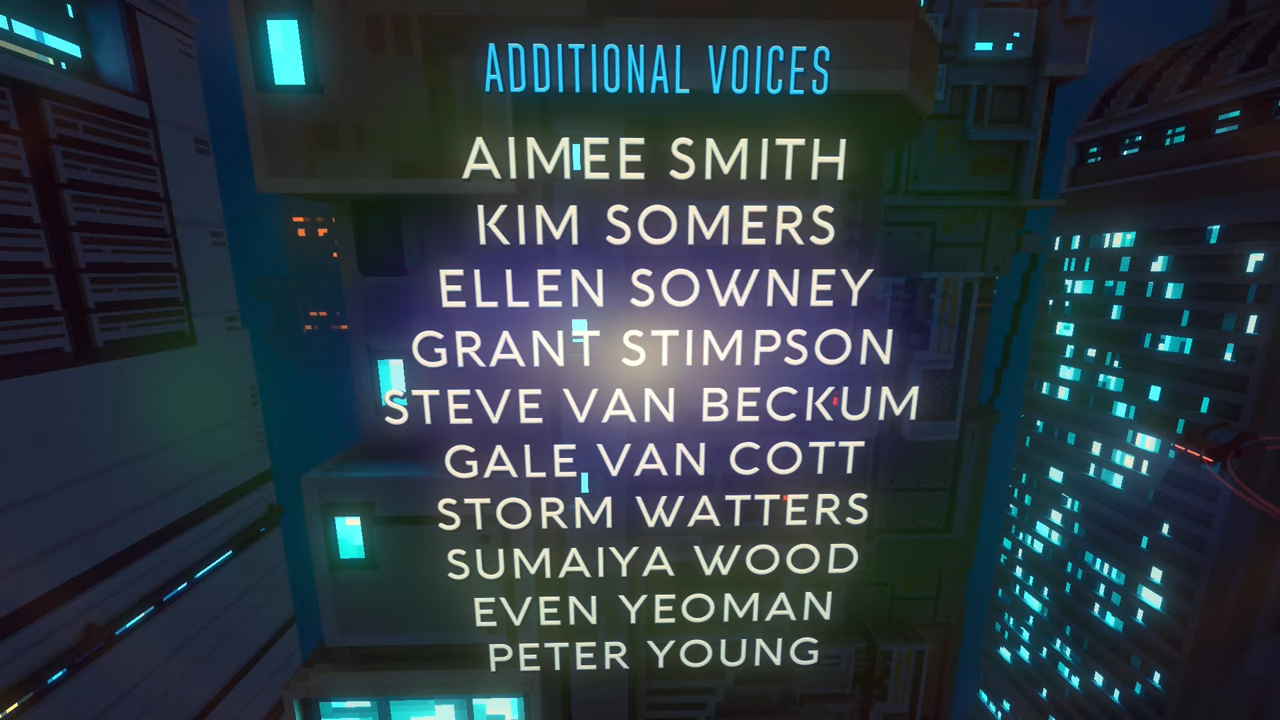 ADDITIONAL VOICES
AIMEE SMITH
KIM SOMERS
ELLEN SOWNEY
GRANT STIMPSON
STEVE VAN BECKUM
GALE VAN COTT
STORM WATTERS
SUMAIYA WOOD
EVEN YEOMAN
PETER YOUNG